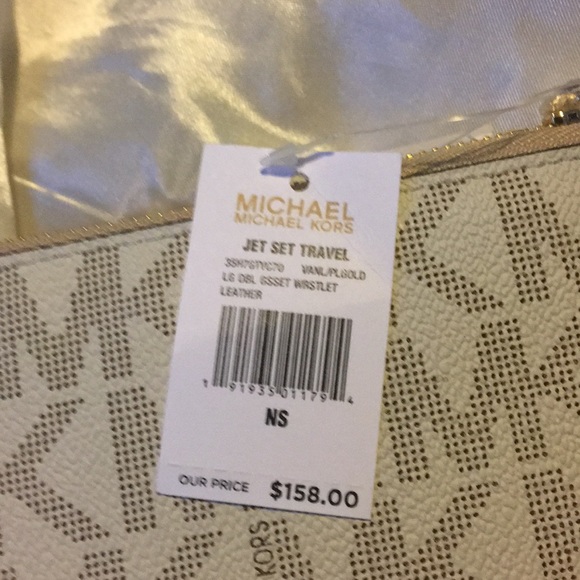 MICHAEL
MICHAEL KORS
JET SET TRAVEL
35H7GTVC7O VANL/PLGOLD
LG DBL GSSET WRSTLET
LEATHER
1 91935 01179 4
NS
OUR PRICE $158.00
KORS